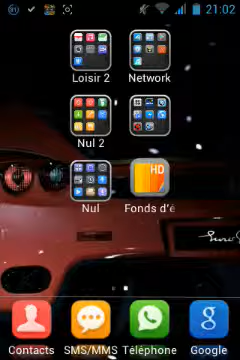 21:02
Loisir 2
Network
Nul 2
Nul
HD
Fonds d'é
Contacts
SMS/MMS
Téléphone
Google